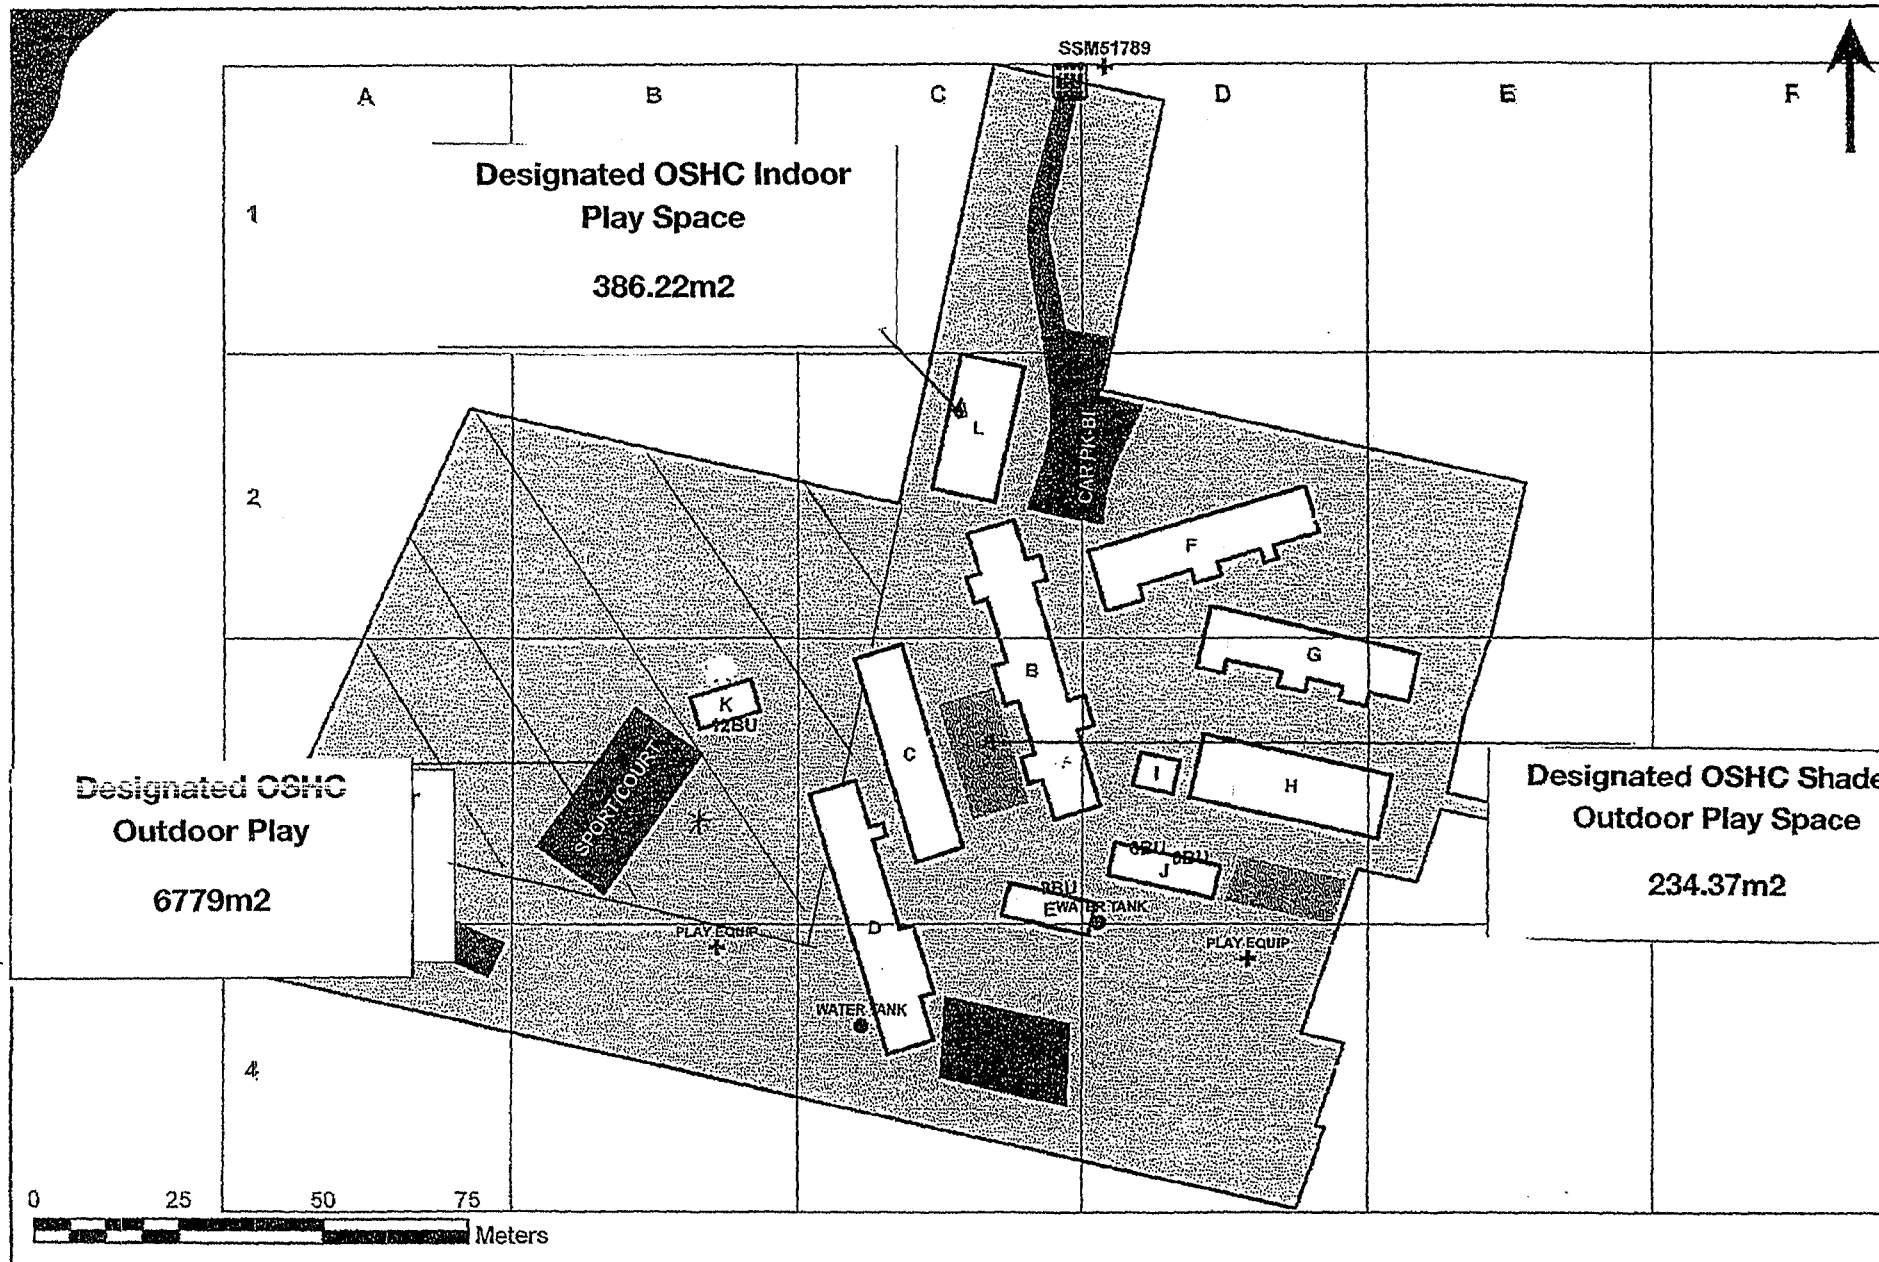 SSM51789
A
B
C
D
E
F
Designated OSHC Indoor
Play Space
386.22m2
1
2
L
CAR PK BI
F
G
B
K
12BU
C
SPORT/COURT
I
H
Designated OSHC
Outdoor Play
6779m2
Designated OSHC Shade
Outdoor Play Space
234.37m2
J
E
WATER TANK
D
PLAY EQUIP
PLAY EQUIP
WATER TANK
4
0 25 50 75
Meters